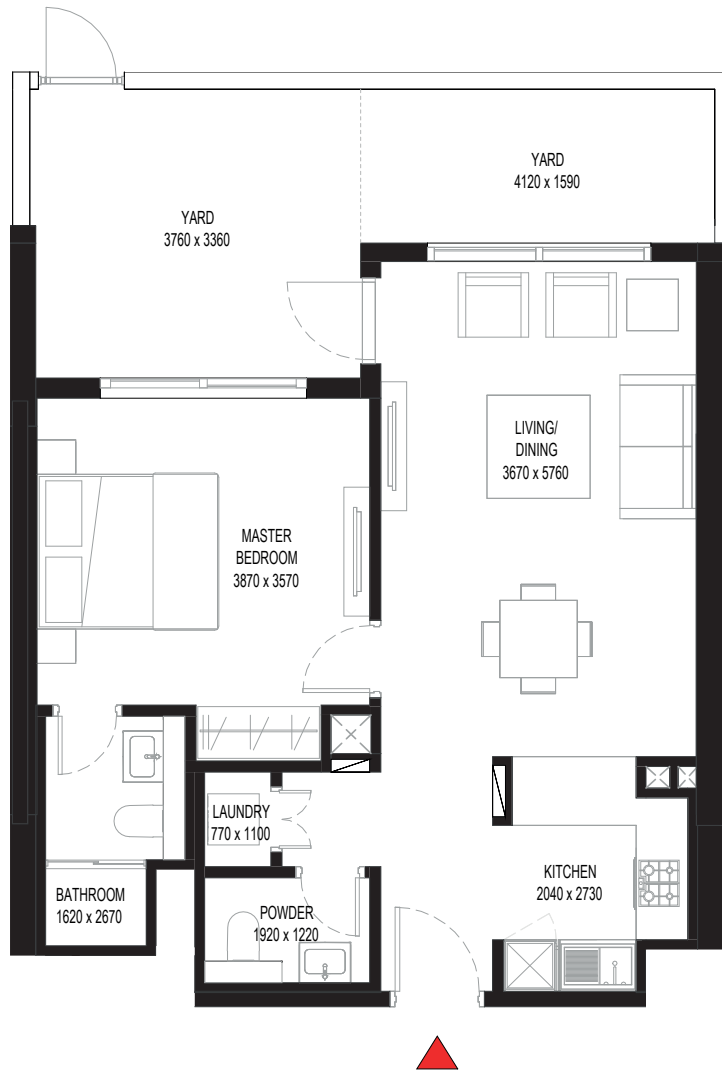 YARD
4120 x 1590
YARD
3760 x 3360
LIVING/
DINING
3670 x 5760
MASTER
BEDROOM
3870 x 3570
LAUNDRY
770 x 1100
KITCHEN
2040 x 2730
BATHROOM
1620 x 2670
POWDER
1920 x 1220